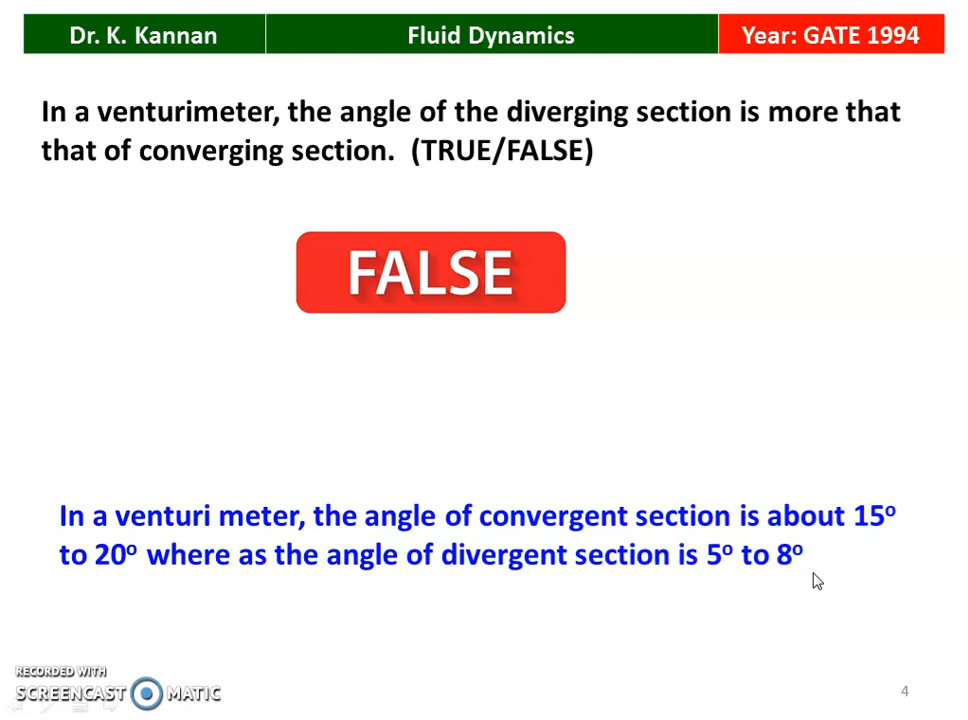 Dr. K. Kannan Fluid Dynamics Year: GATE 1994
In a venturimeter, the angle of the diverging section is more that
that of converging section. (TRUE/FALSE)
FALSE
In a venturi meter, the angle of convergent section is about 15º
to 20º where as the angle of divergent section is 5º to 8º
RECORDED WITH
SCREENCAST MATIC
4